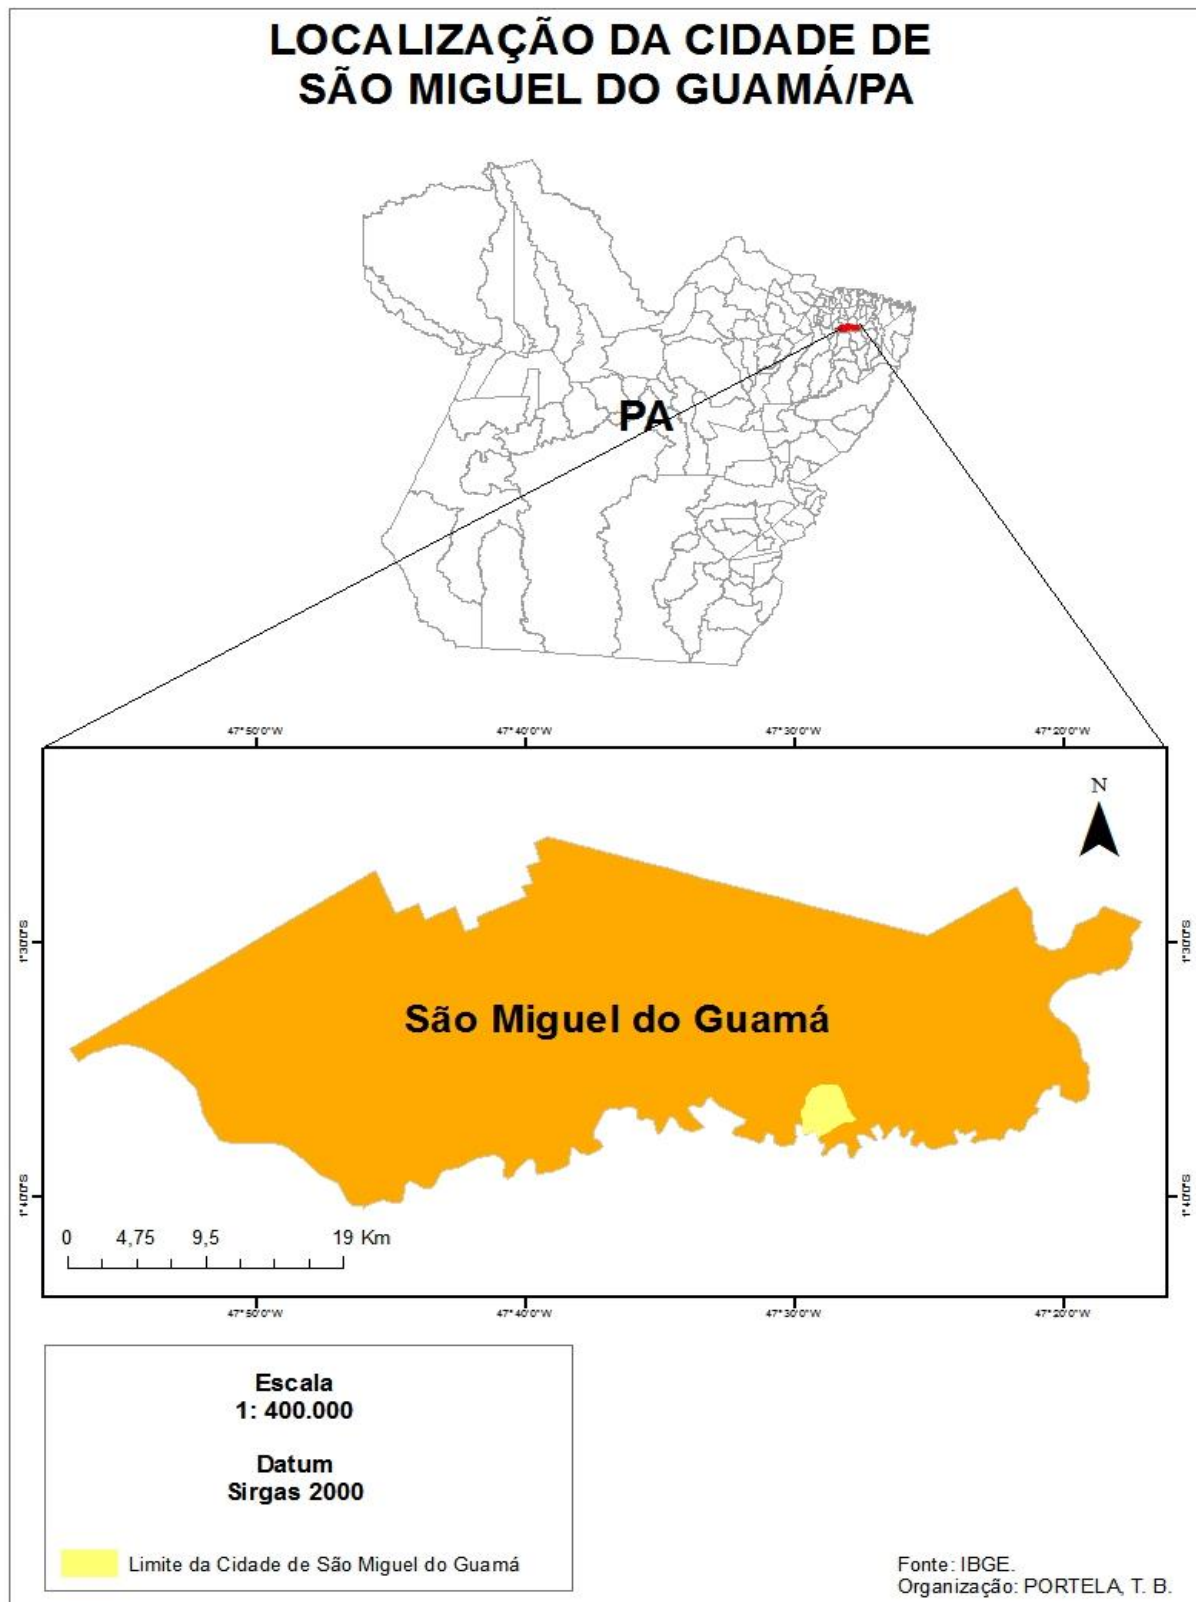 LOCALIZAÇÃO DA CIDADE DE
SÃO MIGUEL DO GUAMÁ/PA
PA
47°50'0"W 47°40'0"W 47°30'0"W 47°20'0"W
N
1°30'0"S 1°30'0"S
São Miguel do Guamá
1°40'0"S 1°40'0"S
0 4,75 9,5 19 Km
47°50'0"W 47°40'0"W 47°30'0"W 47°20'0"W
Escala
1: 400.000
Datum
Sirgas 2000
Limite da Cidade de São Miguel do Guamá
Fonte: IBGE.
Organização: PORTELA, T. B.